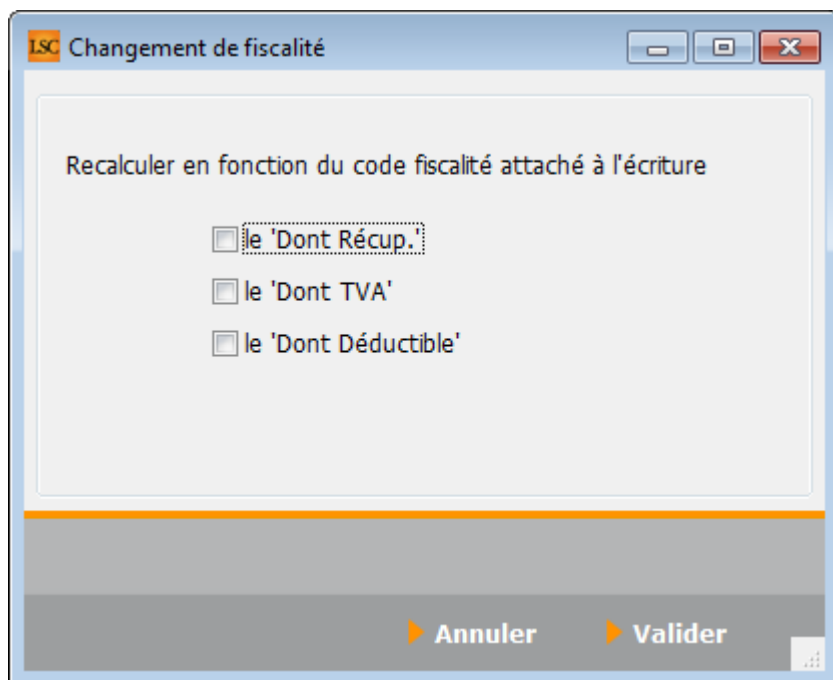 LSC Changement de fiscalité
Recalculer en fonction du code fiscalité attaché à l'écriture
le 'Dont Récup.'
le 'Dont TVA'
le 'Dont Déductible'
Annuler Valider